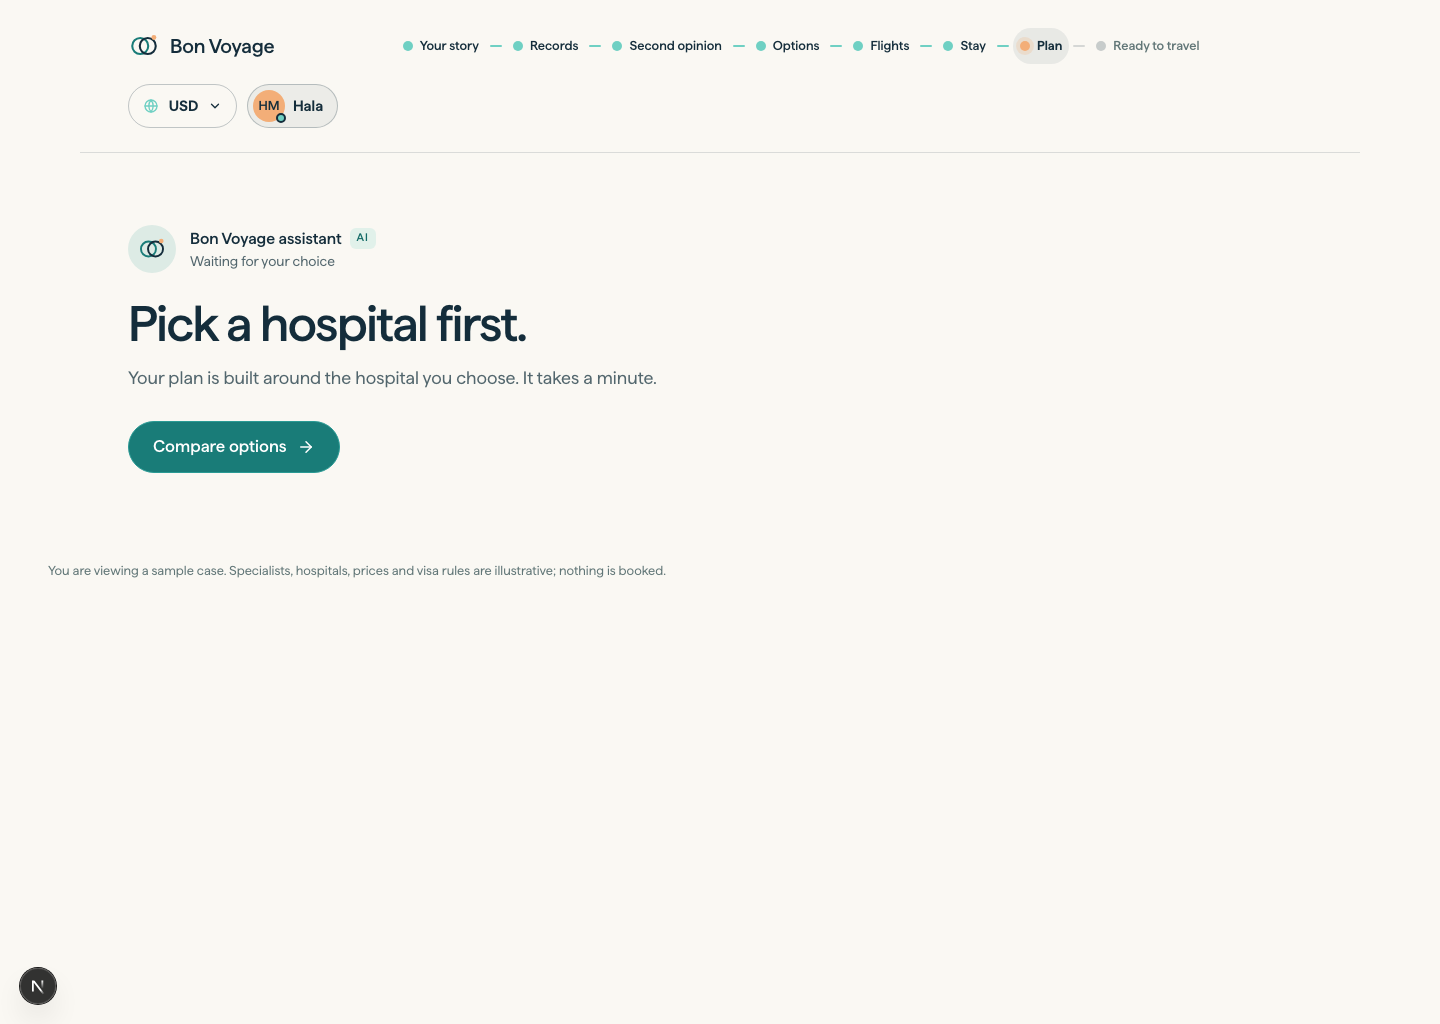 Bon Voyage
Your story
Records
Second opinion
Options
Flights
Stay
Plan
Ready to travel
USD
HM
Hala
Bon Voyage assistant AI
Waiting for your choice
Pick a hospital first.
Your plan is built around the hospital you choose. It takes a minute.
Compare options
You are viewing a sample case. Specialists, hospitals, prices and visa rules are illustrative; nothing is booked.
N